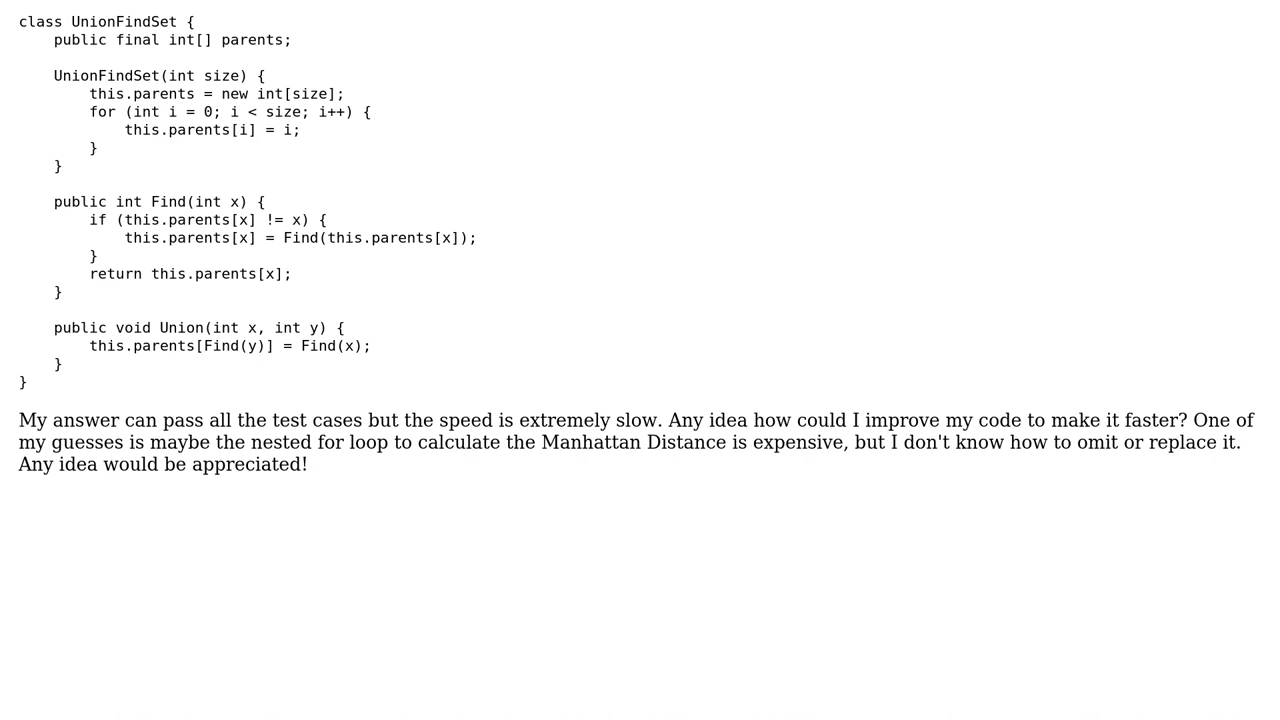 class UnionFindSet {
    public final int[] parents;

    UnionFindSet(int size) {
        this.parents = new int[size];
        for (int i = 0; i < size; i++) {
            this.parents[i] = i;
        }
    }

    public int Find(int x) {
        if (this.parents[x] != x) {
            this.parents[x] = Find(this.parents[x]);
        }
        return this.parents[x];
    }

    public void Union(int x, int y) {
        this.parents[Find(y)] = Find(x);
    }
}
My answer can pass all the test cases but the speed is extremely slow. Any idea how could I improve my code to make it faster? One of
my guesses is maybe the nested for loop to calculate the Manhattan Distance is expensive, but I don't know how to omit or replace it.
Any idea would be appreciated!